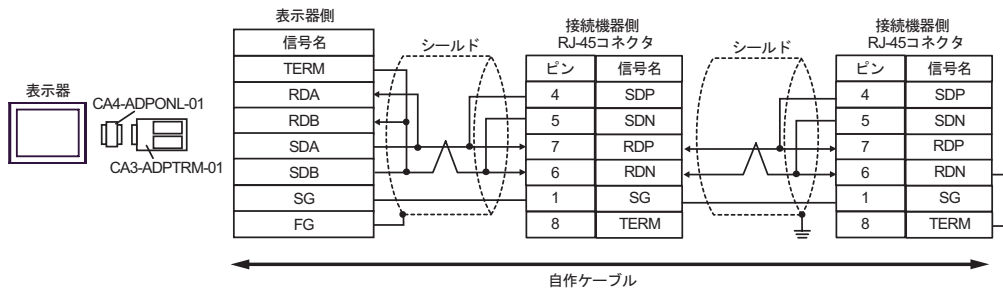 表示器
CA4-ADPONL-01
CA3-ADPTRM-01
表示器側
信号名
TERM
RDA
RDB
SDA
SDB
SG
FG
シールド
接続機器側
RJ-45コネクタ
ピン 信号名
4 SDP
5 SDN
7 RDP
6 RDN
1 SG
8 TERM
シールド
接続機器側
RJ-45コネクタ
ピン 信号名
4 SDP
5 SDN
7 RDP
6 RDN
1 SG
8 TERM
自作ケーブル